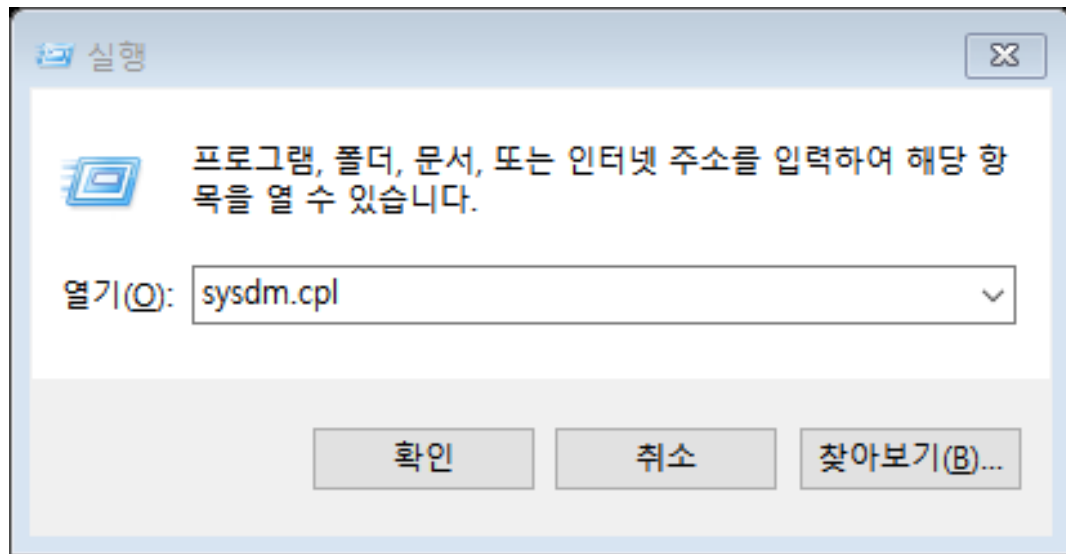 실행
프로그램, 폴더, 문서, 또는 인터넷 주소를 입력하여 해당 항
목을 열 수 있습니다.
열기(O): sysdm.cpl
확인 취소 찾아보기(B)...